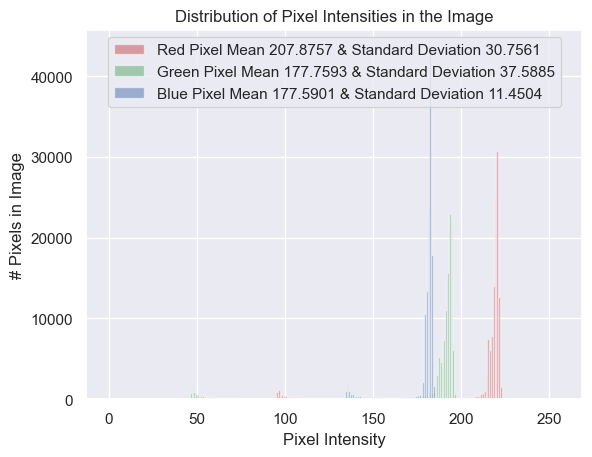 Distribution of Pixel Intensities in the Image
Red Pixel Mean 207.8757 & Standard Deviation 30.7561
Green Pixel Mean 177.7593 & Standard Deviation 37.5885
Blue Pixel Mean 177.5901 & Standard Deviation 11.4504
# Pixels in Image
40000
30000
20000
10000
0
0 50 100 150 200 250
Pixel Intensity